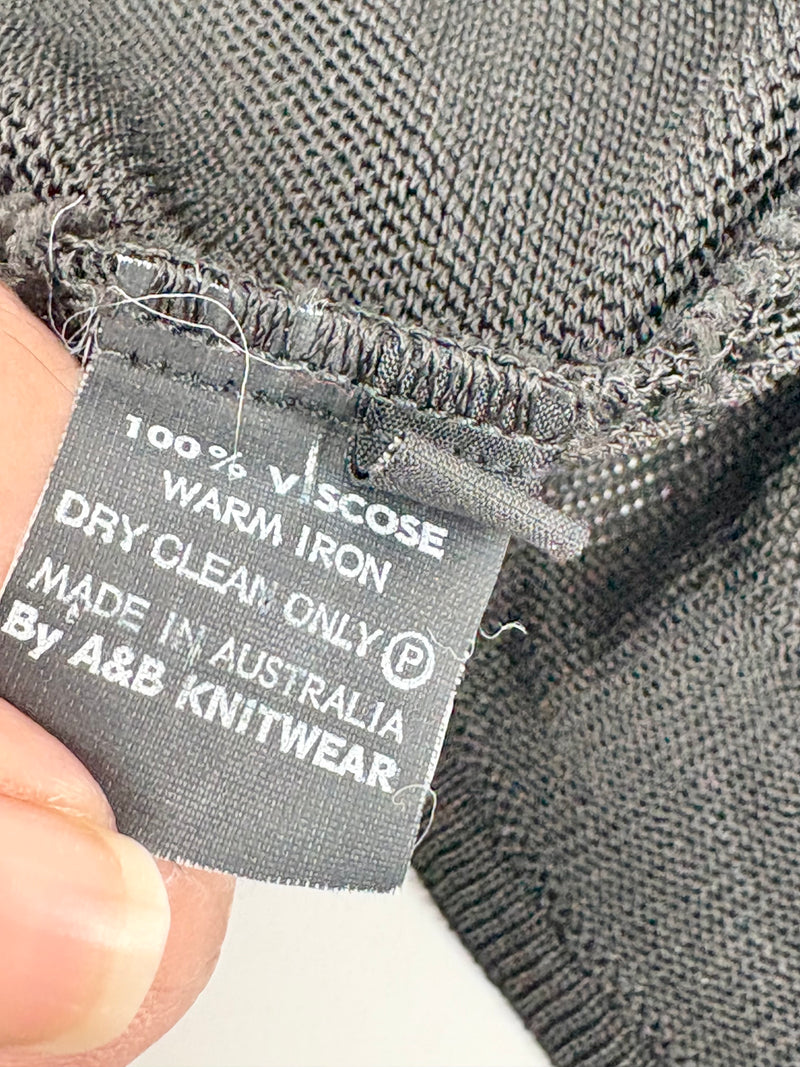 100% VISCOSE
WARM IRON
DRY CLEAN ONLY P
MADE IN AUSTRALIA
By A&B KNITWEAR